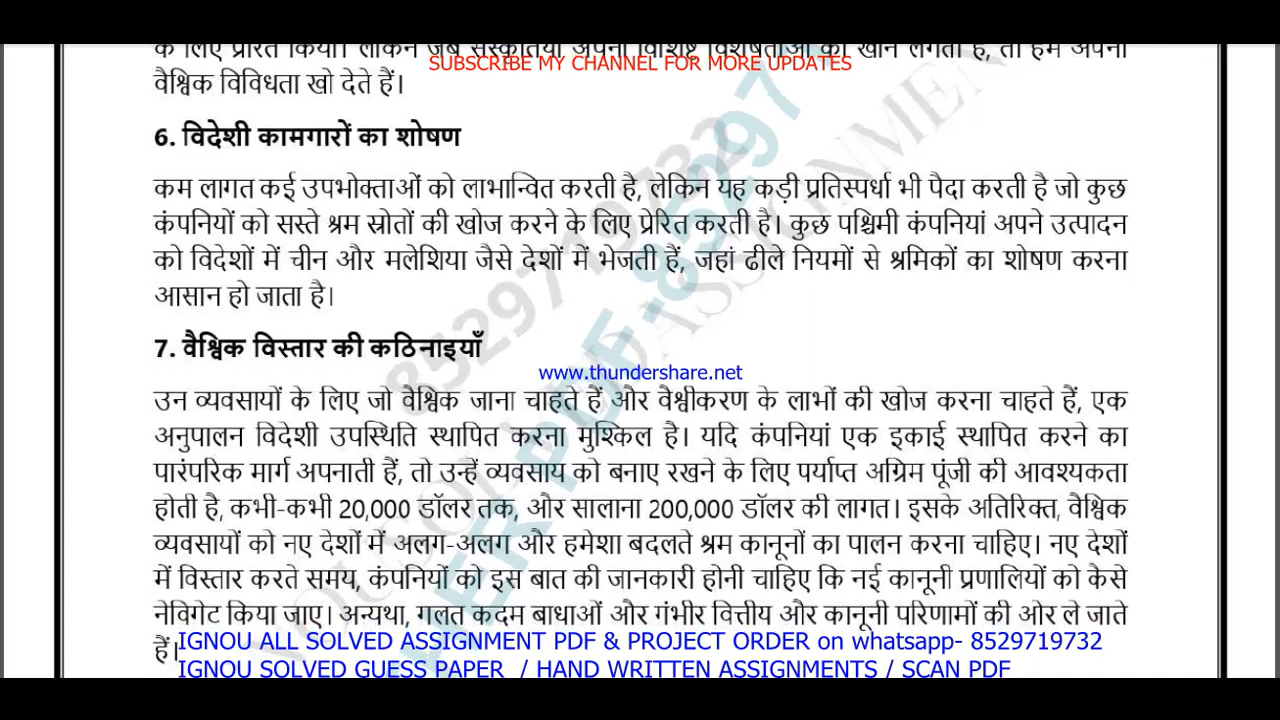 के लिए प्रेरित किया। लेकिन जब संस्कृतियाँ अपनी विशिष्ट विशेषताओं को खोने लगती हैं, तो हम अपनी
SUBSCRIBE MY CHANNEL FOR MORE UPDATES
वैश्विक विविधता खो देते हैं।
6. विदेशी कामगारों का शोषण
कम लागत कई उपभोक्ताओं को लाभान्वित करती है, लेकिन यह कड़ी प्रतिस्पर्धा भी पैदा करती है जो कुछ
कंपनियों को सस्ते श्रम स्रोतों की खोज करने के लिए प्रेरित करती है। कुछ पश्चिमी कंपनियां अपने उत्पादन
को विदेशों में चीन और मलेशिया जैसे देशों में भेजती हैं, जहां ढीले नियमों से श्रमिकों का शोषण करना
आसान हो जाता है।
7. वैश्विक विस्तार की कठिनाइयाँ
www.thundershare.net
उन व्यवसायों के लिए जो वैश्विक जाना चाहते हैं और वैश्वीकरण के लाभों की खोज करना चाहते हैं, एक
अनुपालन विदेशी उपस्थिति स्थापित करना मुश्किल है। यदि कंपनियां एक इकाई स्थापित करने का
पारंपरिक मार्ग अपनाती हैं, तो उन्हें व्यवसाय को बनाए रखने के लिए पर्याप्त अग्रिम पूंजी की आवश्यकता
होती है, कभी-कभी 20,000 डॉलर तक, और सालाना 200,000 डॉलर की लागत। इसके अतिरिक्त, वैश्विक
व्यवसायों को नए देशों में अलग-अलग और हमेशा बदलते श्रम कानूनों का पालन करना चाहिए। नए देशों
में विस्तार करते समय, कंपनियों को इस बात की जानकारी होनी चाहिए कि नई कानूनी प्रणालियों को कैसे
नेविगेट किया जाए। अन्यथा, गलत कदम बाधाओं और गंभीर वित्तीय और कानूनी परिणामों की ओर ले जाते
हैं।
IGNOU ALL SOLVED ASSIGNMENT PDF & PROJECT ORDER on whatsapp- 8529719732
IGNOU SOLVED GUESS PAPER / HAND WRITTEN ASSIGNMENTS / SCAN PDF